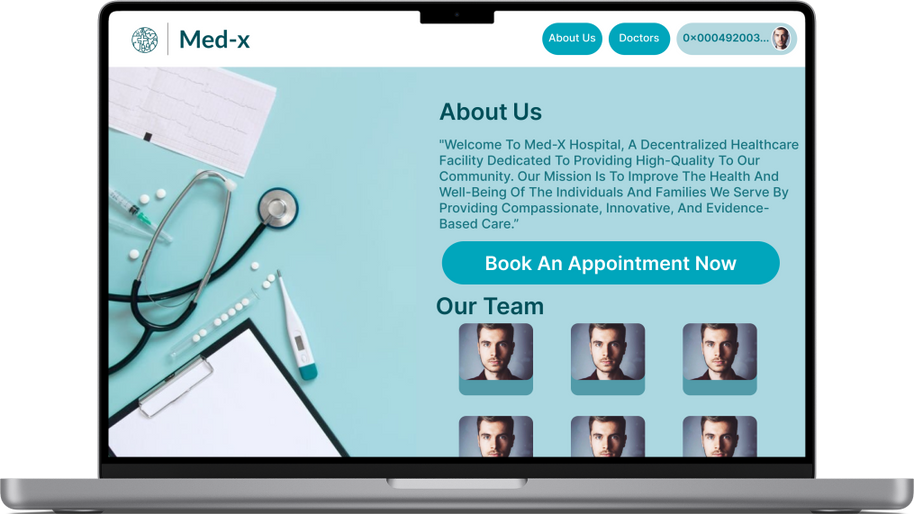 Med-x
About Us
Doctors
0×000492003...
About Us
"Welcome To Med-X Hospital, A Decentralized Healthcare
Facility Dedicated To Providing High-Quality To Our
Community. Our Mission Is To Improve The Health And
Well-Being Of The Individuals And Families We Serve By
Providing Compassionate, Innovative, And Evidence-
Based Care.”
Book An Appointment Now
Our Team